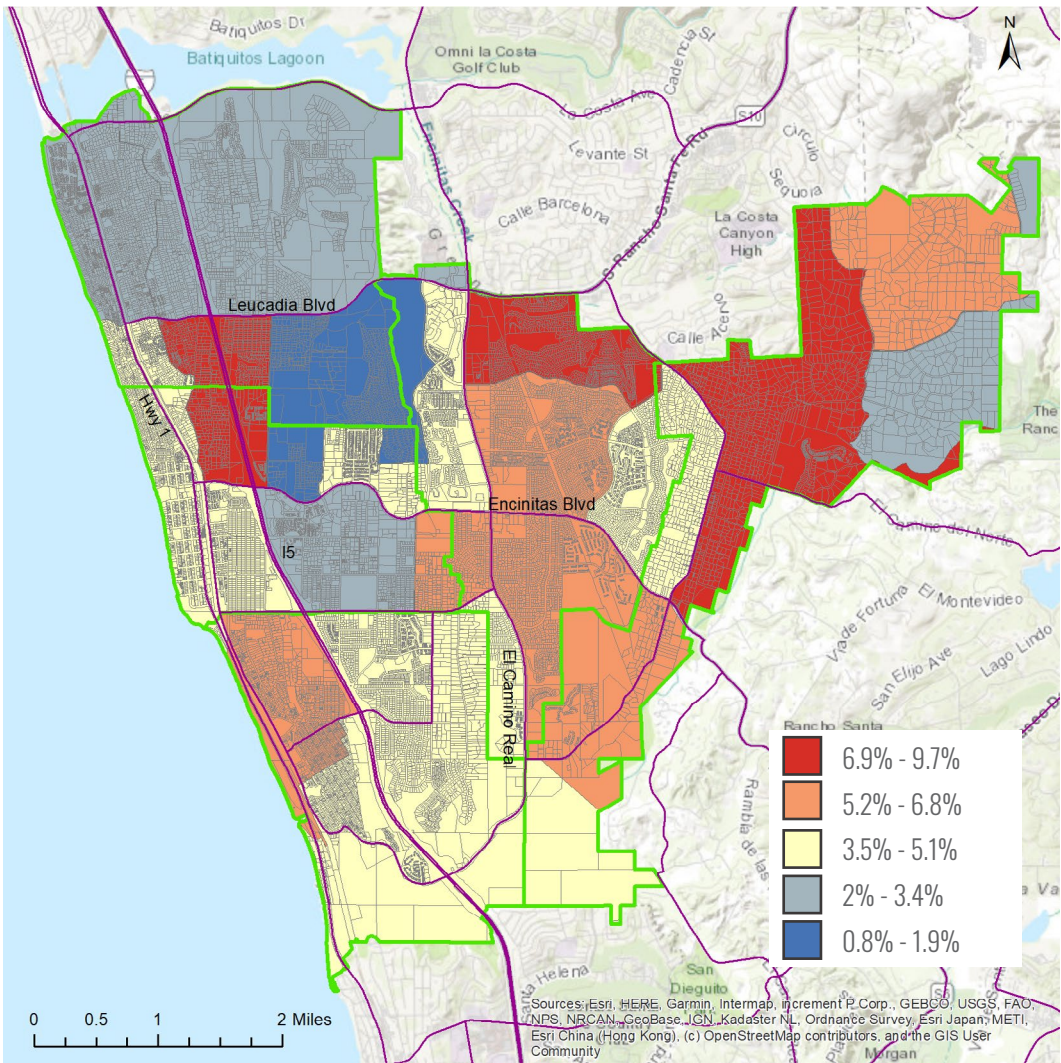 Batiquitos Dr
Batiquitos Lagoon
Omni la Costa
Golf Club
Cadencia St
N
La Costa Ave
S10
Levante St
Circulo
Sequoia
Encinitas Creek
S Rancho Santa Fe Rd
Calle Barcelona
La Costa
Canyon
High
Leucadia Blvd
Calle Acervo
Hwy 1
The
Ranc
Encinitas Blvd
El Camino del Norte
I5
Via de Fortuna
El Montevideo
San Elijo Ave
Lago Lindo
El Camino Real
Rancho Santa
6.9% - 9.7%
5.2% - 6.8%
3.5% - 5.1%
2% - 3.4%
0.8% - 1.9%
Rambla de las
San
Dieguito
Santa Helena
0 0.5 1 2 Miles
Sources: Esri, HERE, Garmin, Intermap, increment P Corp., GEBCO, USGS, FAO,
NPS, NRCAN, GeoBase, IGN, Kadaster NL, Ordnance Survey, Esri Japan, METI,
Esri China (Hong Kong), (c) OpenStreetMap contributors, and the GIS User
Community
Morgan